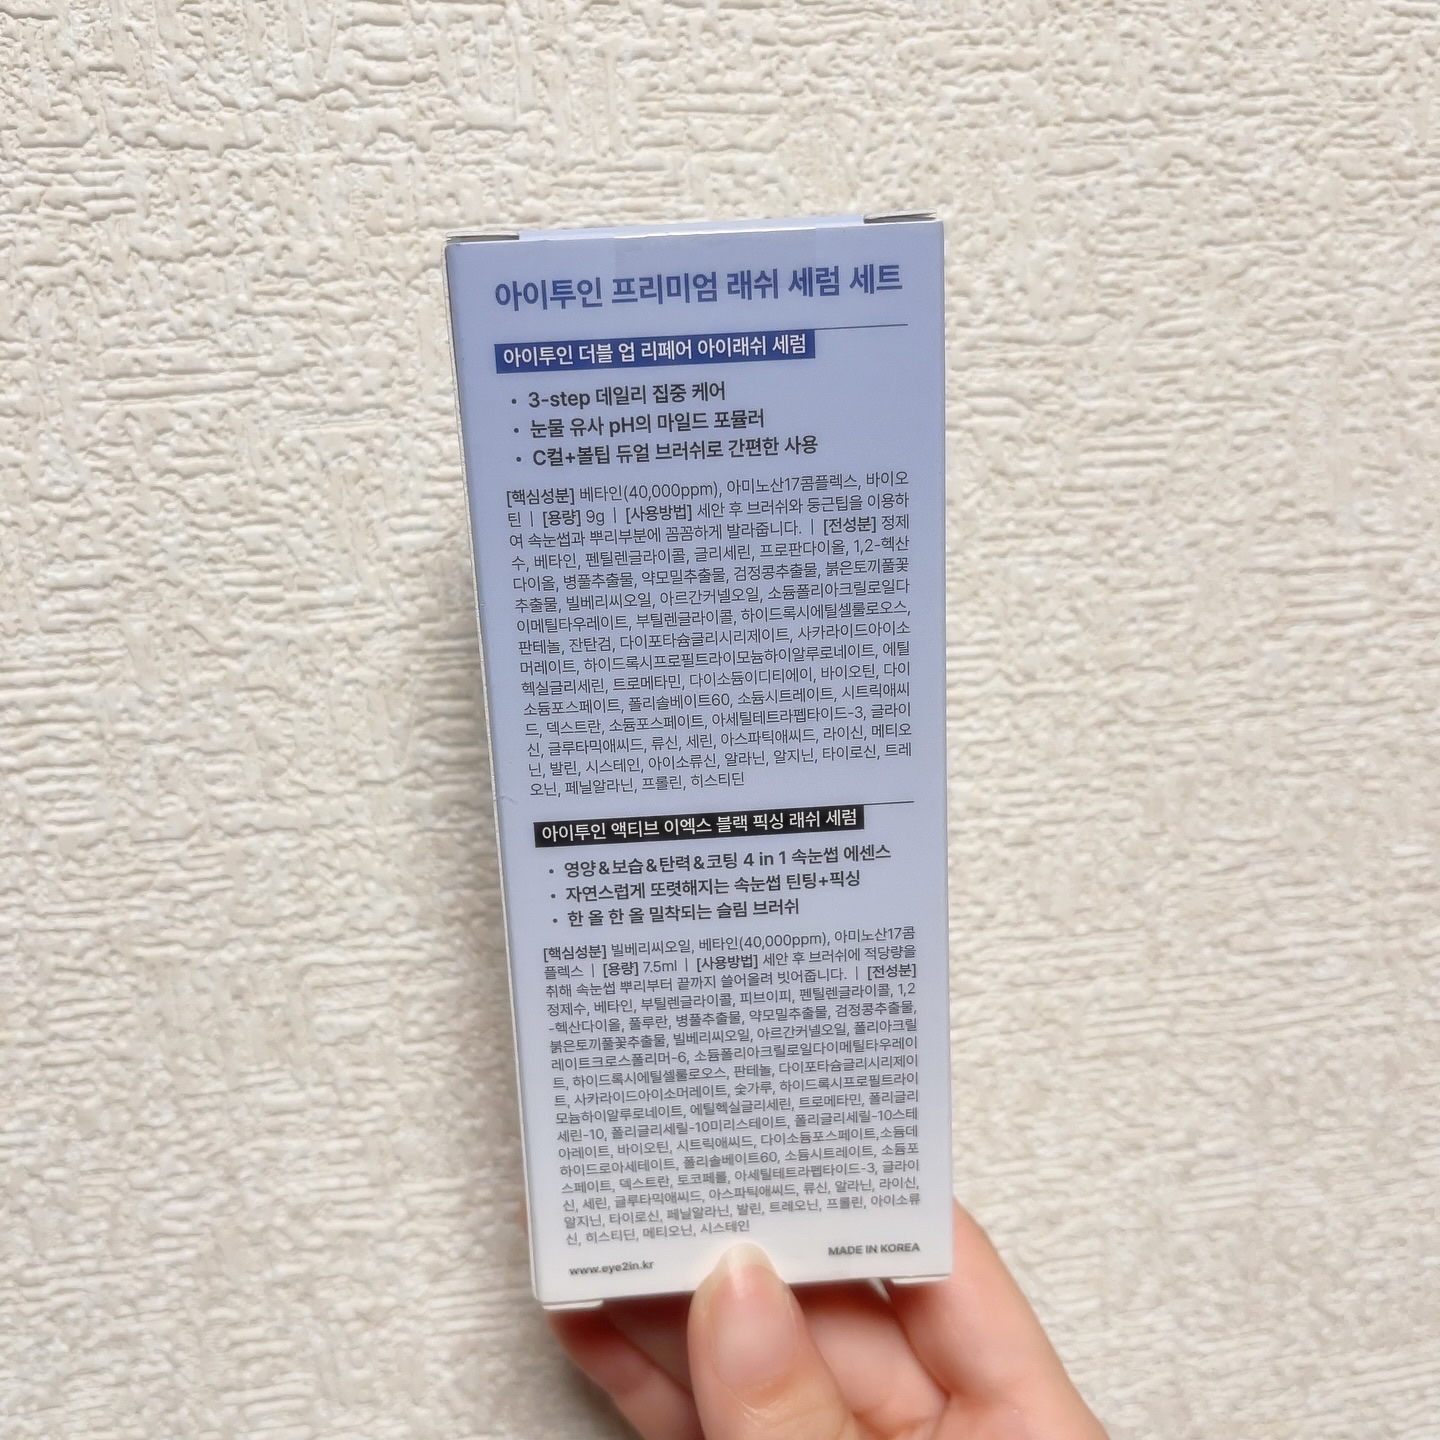 아이투인 프리미엄 래쉬 세럼 세트
아이투인 더블 업 리페어 아이래쉬 세럼
• 3-step 데일리 집중 케어
• 눈물 유사 pH의 마일드 포뮬러
• C컬+볼팁 듀얼 브러쉬로 간편한 사용
[핵심성분] 베타인(40,000ppm), 아미노산17콤플렉스, 바이오
틴 | [용량] 9g | [사용방법] 세안 후 브러쉬와 둥근팁을 이용하
여 속눈썹과 뿌리부분에 꼼꼼하게 발라줍니다. | [전성분] 정제
수, 베타인, 펜틸렌글라이콜, 글리세린, 프로판다이올, 1,2-헥산
다이올, 병풀추출물, 약모밀추출물, 검정콩추출물, 붉은토끼풀꽃
추출물, 빌베리씨오일, 아르간커넬오일, 소듐폴리아크릴로일다
이메틸타우레이트, 부틸렌글라이콜, 하이드록시에틸셀룰로오스,
판테놀, 잔탄검, 다이포타슘글리시리제이트, 사카라이드아이소
머레이트, 하이드록시프로필트라이모늄하이알루로네이트, 에틸
헥실글리세린, 트로메타민, 다이소듐이디티에이, 바이오틴, 다이
소듐포스페이트, 폴리솔베이트60, 소듐시트레이트, 시트릭애씨
드, 덱스트란, 소듐포스페이트, 아세틸테트라펩타이드-3, 글라이
신, 글루타믹애씨드, 류신, 세린, 아스파틱애씨드, 라이신, 메티오
닌, 발린, 시스테인, 아이소류신, 알라닌, 알지닌, 타이로신, 트레
오닌, 페닐알라닌, 프롤린, 히스티딘
아이투인 액티브 이엑스 블랙 픽싱 래쉬 세럼
• 영양&보습&탄력&코팅 4 in 1 속눈썹 에센스
• 자연스럽게 또렷해지는 속눈썹 틴팅+픽싱
• 한 올 한 올 밀착되는 슬림 브러쉬
[핵심성분] 빌베리씨오일, 베타인(40,000ppm), 아미노산17콤
플렉스 | [용량] 7.5ml | [사용방법] 세안 후 브러쉬에 적당량을
취해 속눈썹 뿌리부터 끝까지 쓸어올려 빗어줍니다. | [전성분]
정제수, 베타인, 부틸렌글라이콜, 피브이피, 펜틸렌글라이콜, 1,2
-헥산다이올, 풀루란, 병풀추출물, 약모밀추출물, 검정콩추출물,
붉은토끼풀꽃추출물, 빌베리씨오일, 아르간커넬오일, 폴리아크릴
레이트크로스폴리머-6, 소듐폴리아크릴로일다이메틸타우레이
트, 하이드록시에틸셀룰로오스, 판테놀, 다이포타슘글리시리제이
트, 사카라이드아이소머레이트, 숯가루, 하이드록시프로필트라이
모늄하이알루로네이트, 에틸헥실글리세린, 트로메타민, 폴리글리
세린-10, 폴리글리세릴-10미리스테이트, 폴리글리세릴-10스테
아레이트, 바이오틴, 시트릭애씨드, 다이소듐포스페이트,소듐데
하이드로아세테이트, 폴리솔베이트60, 소듐시트레이트, 소듐포
스페이트, 덱스트란, 토코페롤, 아세틸테트라펩타이드-3, 글라이
신, 세린, 글루타믹애씨드, 아스파틱애씨드, 류신, 알라닌, 라이신,
알지닌, 타이로신, 페닐알라닌, 발린, 트레오닌, 프롤린, 아이소류
신, 히스티딘, 메티오닌, 시스테인
www.eye2in.kr
MADE IN KOREA